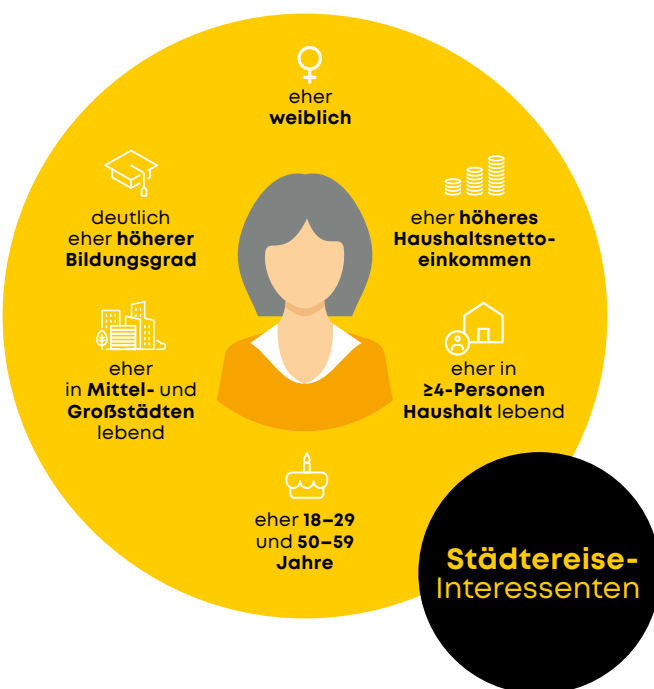 eher
weiblich
deutlich
eher höherer
Bildungsgrad
eher höheres
Haushaltsnetto-
einkommen
eher
in Mittel- und
Großstädten
lebend
eher in
≥4-Personen
Haushalt lebend
eher 18–29
und 50–59
Jahre
Städtereise-
Interessenten